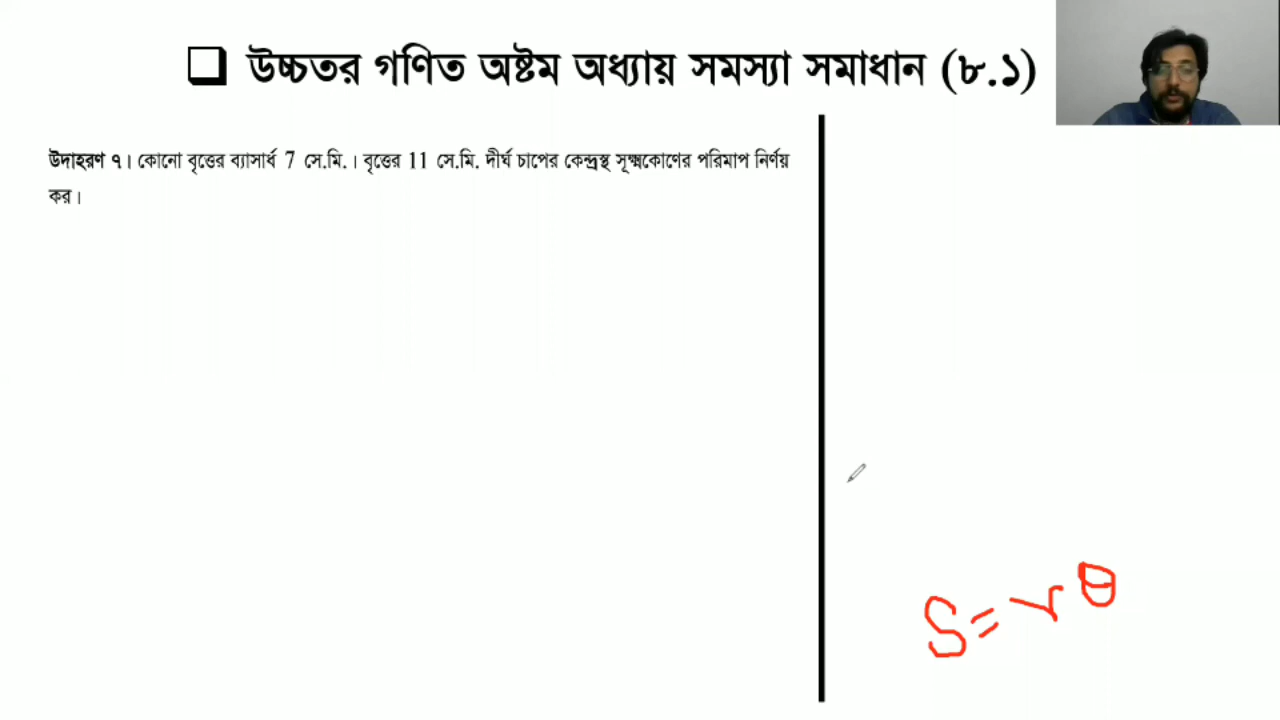 উচ্চতর গণিত অষ্টম অধ্যায় সমস্যা সমাধান (৮.১)
উদাহরণ ৭। কোনো বৃত্তের ব্যাসার্ধ 7 সে.মি.। বৃত্তের 11 সে.মি. দীর্ঘ চাপের কেন্দ্রস্থ সূক্ষ্মকোণের পরিমাপ নির্ণয়
কর।
S = r θ